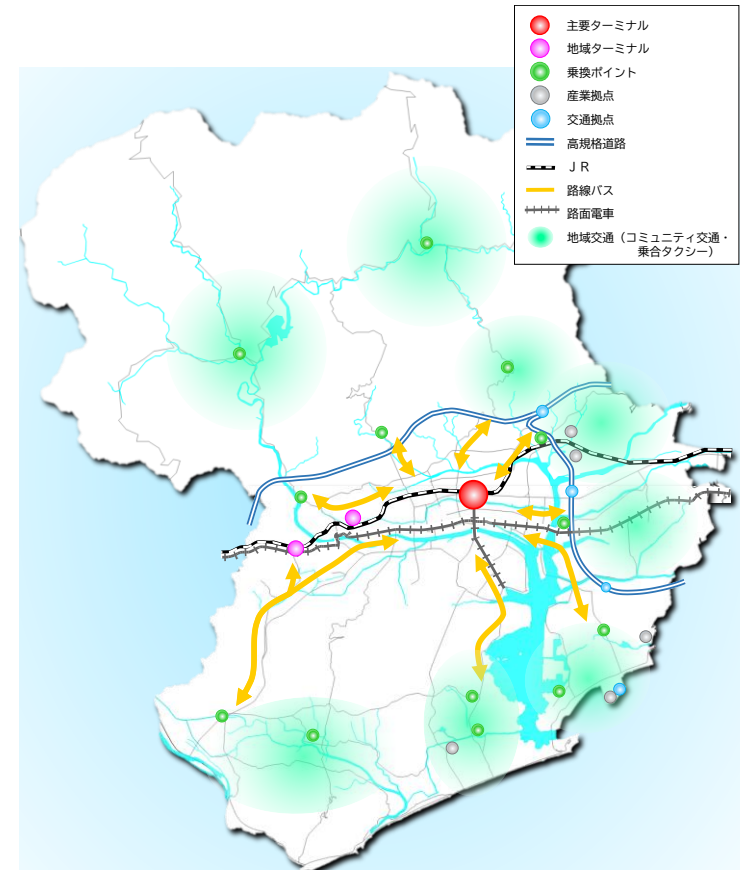 主要ターミナル
地域ターミナル
乗換ポイント
産業拠点
交通拠点
高規格道路
ＪＲ
路線バス
路面電車
地域交通（コミュニティ交通・
乗合タクシー）